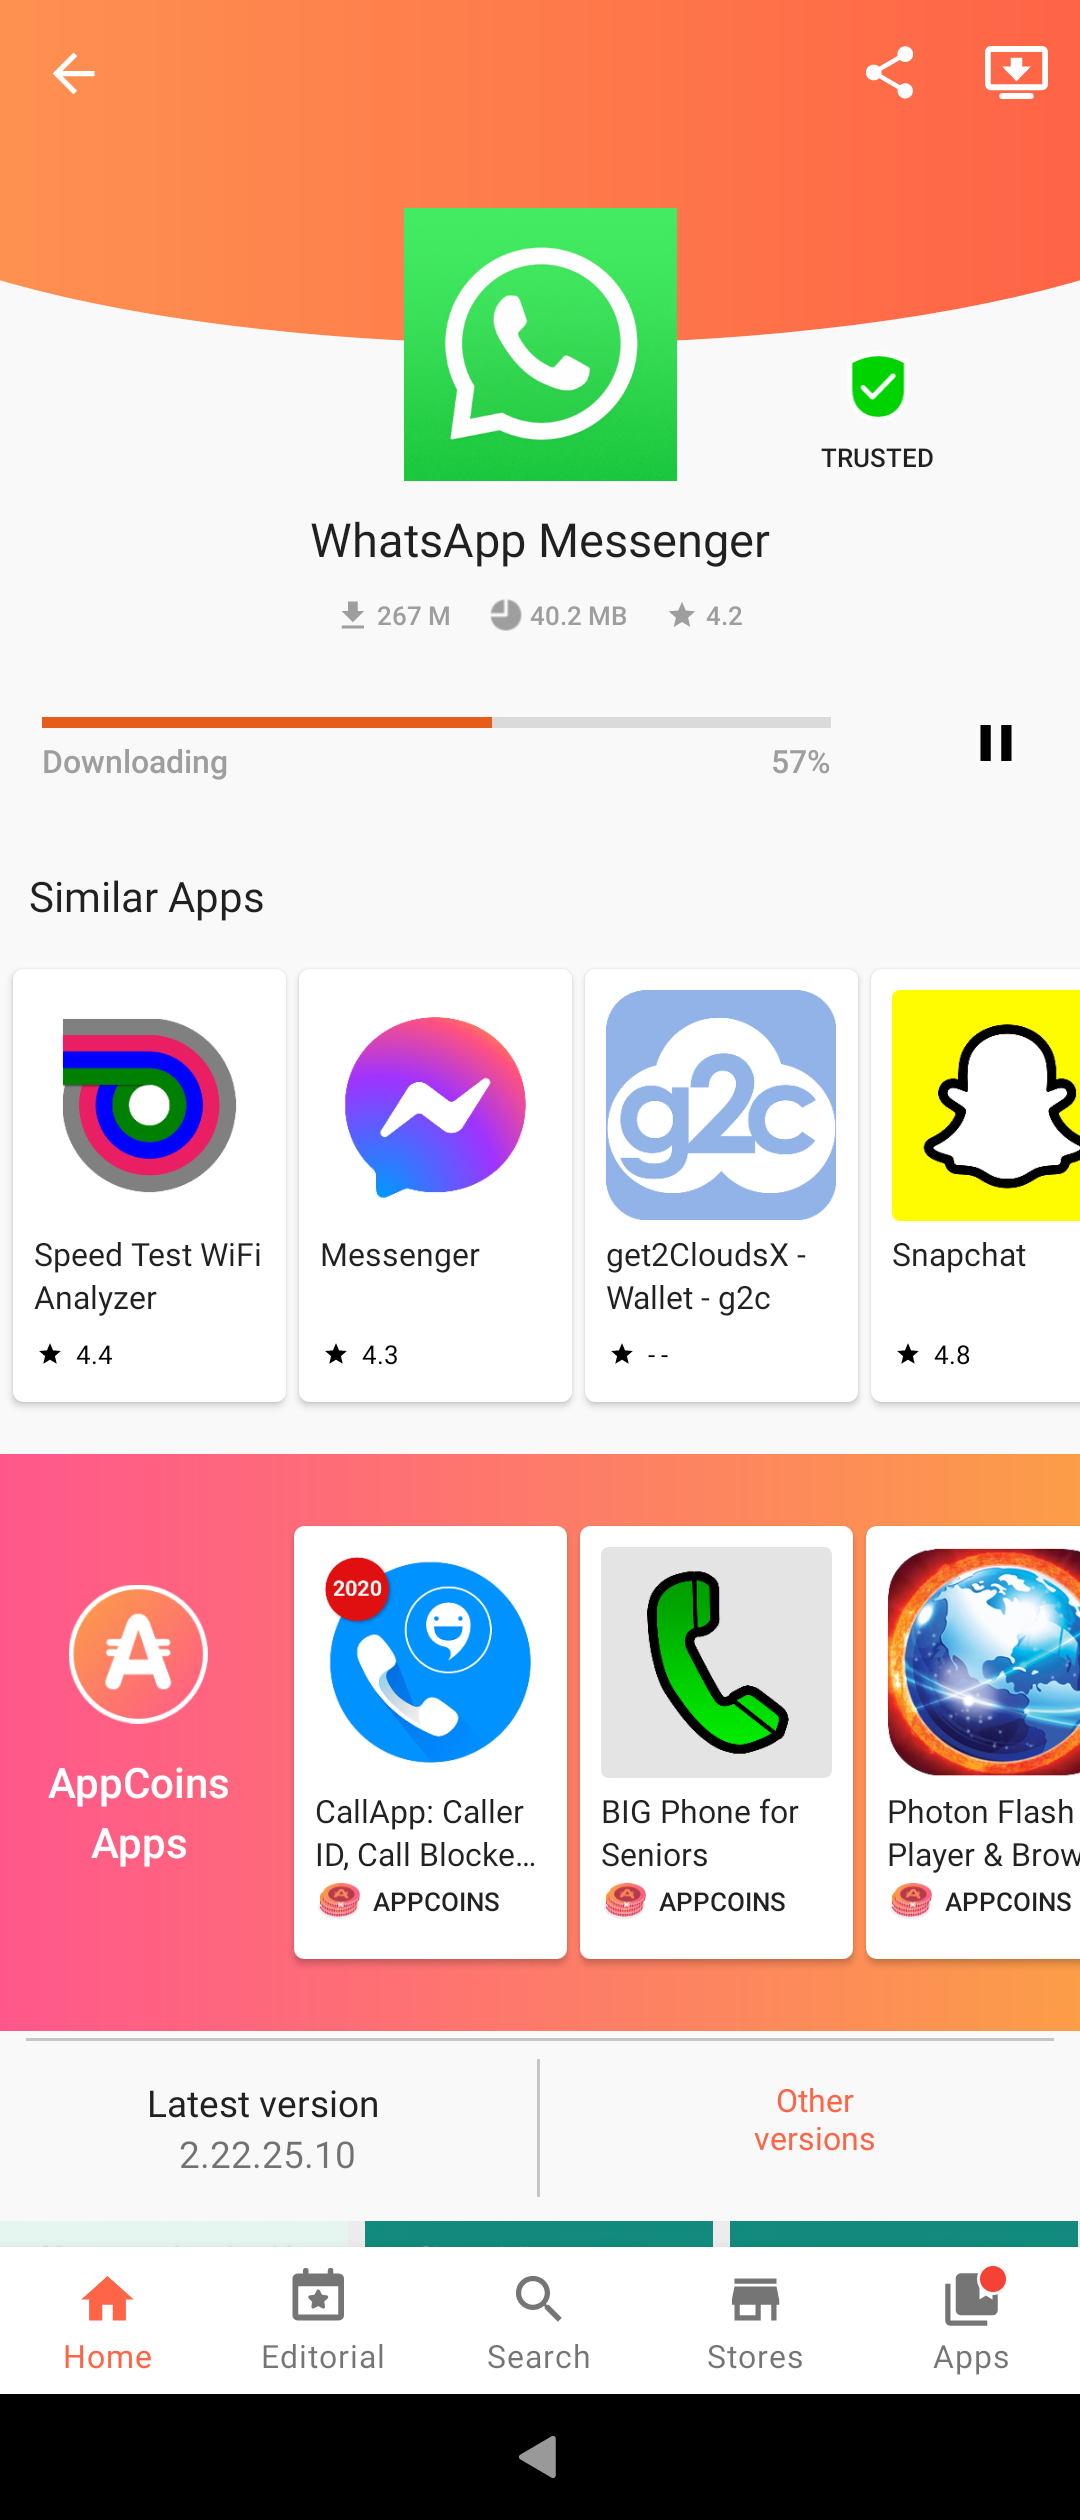 TRUSTED
WhatsApp Messenger
267 M 40.2 MB 4.2
Downloading 57%
Similar Apps
Speed Test WiFi
Analyzer
4.4
Messenger
4.3
g2c
get2CloudsX -
Wallet - g2c
- -
Snapchat
4.8
AppCoins
Apps
2020
CallApp: Caller
ID, Call Blocke...
APPCOINS
BIG Phone for
Seniors
APPCOINS
Photon Flash
Player & Brow
APPCOINS
Latest version
2.22.25.10
Other
versions
Home
Editorial
Search
Stores
Apps